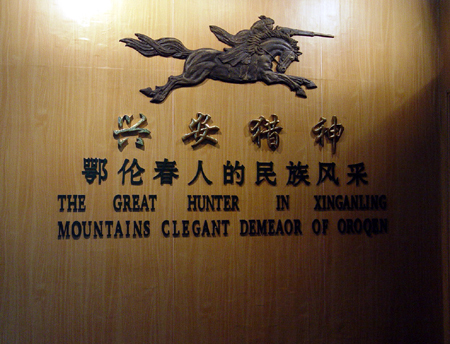 兴安猎神
鄂伦春人的民族风采
THE GREAT HUNTER IN XINGANLING
MOUNTAINS CLEGANT DEMEAOR OF OROQEN